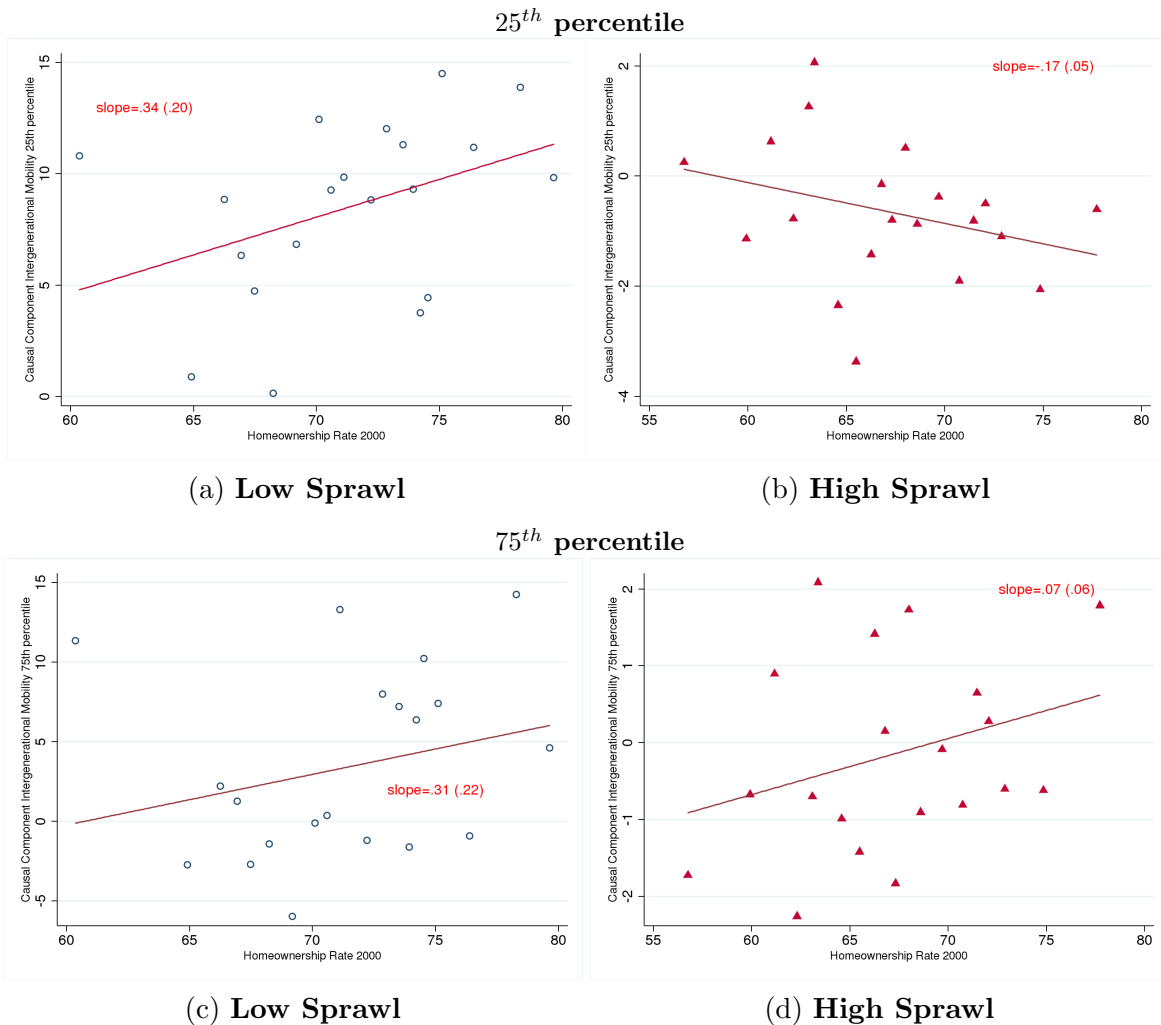 25th percentile
Causal Component Intergenerational Mobility 25th percentile
15
10
5
0
slope=.34 (.20)
60 65 70 75 80
Homeownership Rate 2000
Causal Component Intergenerational Mobility 25th percentile
2
0
-2
-4
slope=-.17 (.05)
55 60 65 70 75 80
Homeownership Rate 2000
(a) Low Sprawl
(b) High Sprawl
75th percentile
Causal Component Intergenerational Mobility 75th percentile
15
10
5
0
-5
slope=.31 (.22)
60 65 70 75 80
Homeownership Rate 2000
Causal Component Intergenerational Mobility 75th percentile
2
1
0
-1
-2
slope=.07 (.06)
55 60 65 70 75 80
Homeownership Rate 2000
(c) Low Sprawl
(d) High Sprawl